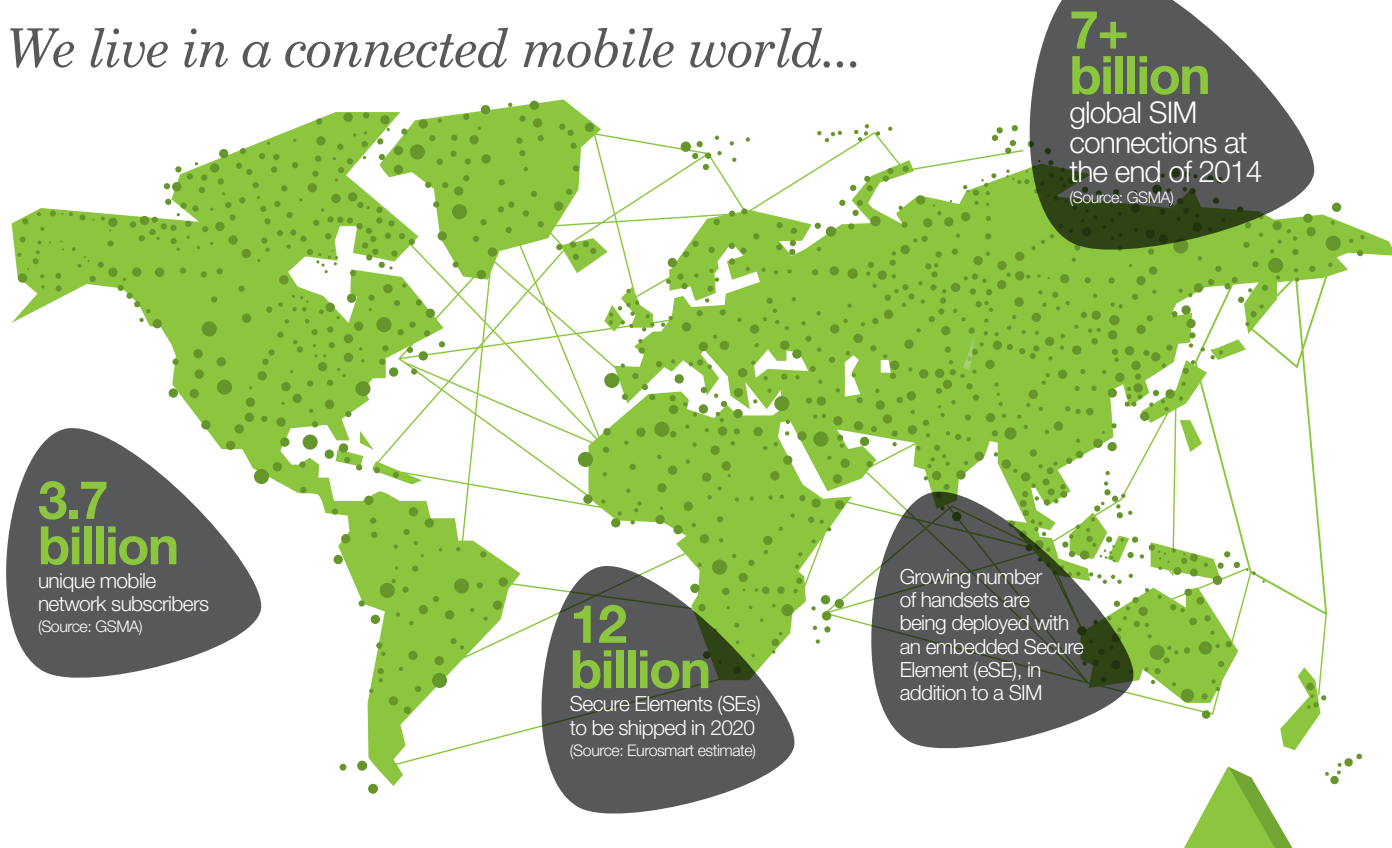 We live in a connected mobile world...
7+
billion
global SIM
connections at
the end of 2014
(Source: GSMA)
3.7
billion
unique mobile
network subscribers
(Source: GSMA)
12
billion
Secure Elements (SEs)
to be shipped in 2020
(Source: Eurosmart estimate)
Growing number
of handsets are
being deployed with
an embedded Secure
Element (eSE), in
addition to a SIM